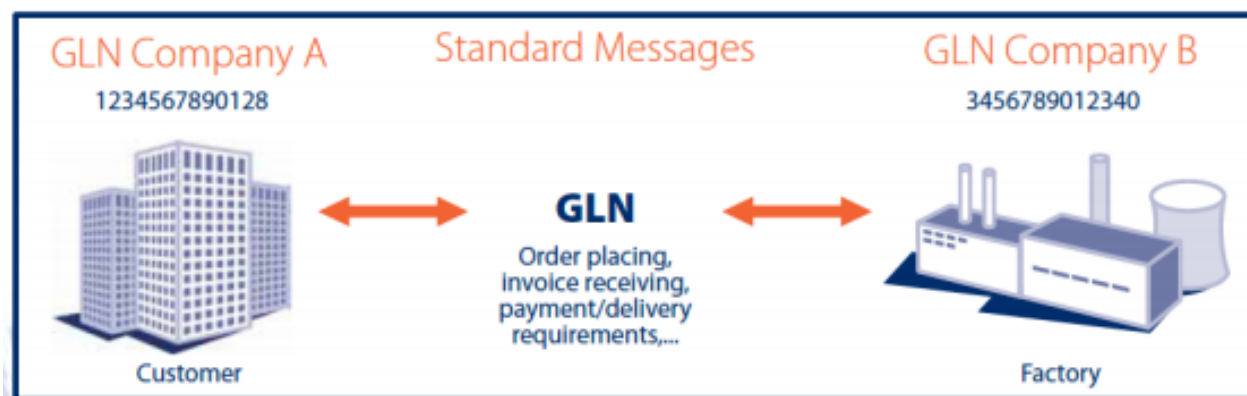 GLN Company A
Standard Messages
GLN Company B
1234567890128
3456789012340
GLN
Order placing,
invoice receiving,
payment/delivery
requirements,...
Customer
Factory